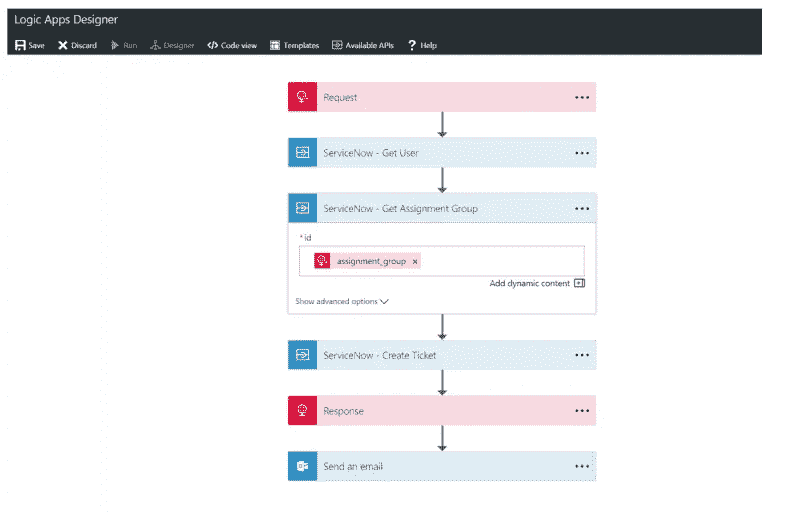 Logic Apps Designer
Save Discard Run Designer Code view Templates Available APIs Help
Request
ServiceNow - Get User
ServiceNow - Get Assignment Group
* id
assignment_group ×
Add dynamic content
Show advanced options
ServiceNow - Create Ticket
Response
Send an email